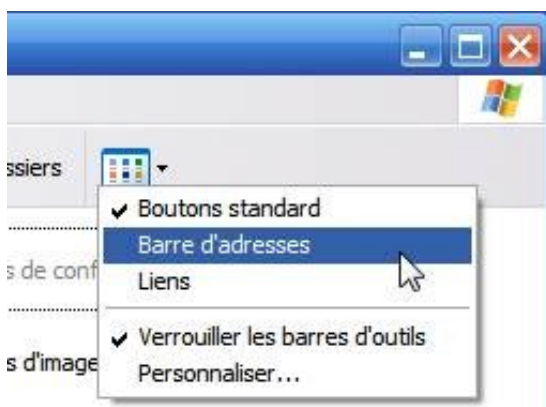 ssiers
Boutons standard
Barre d'adresses
s de conf
Liens
Verrouiller les barres d'outils
s d'image
Personnaliser...